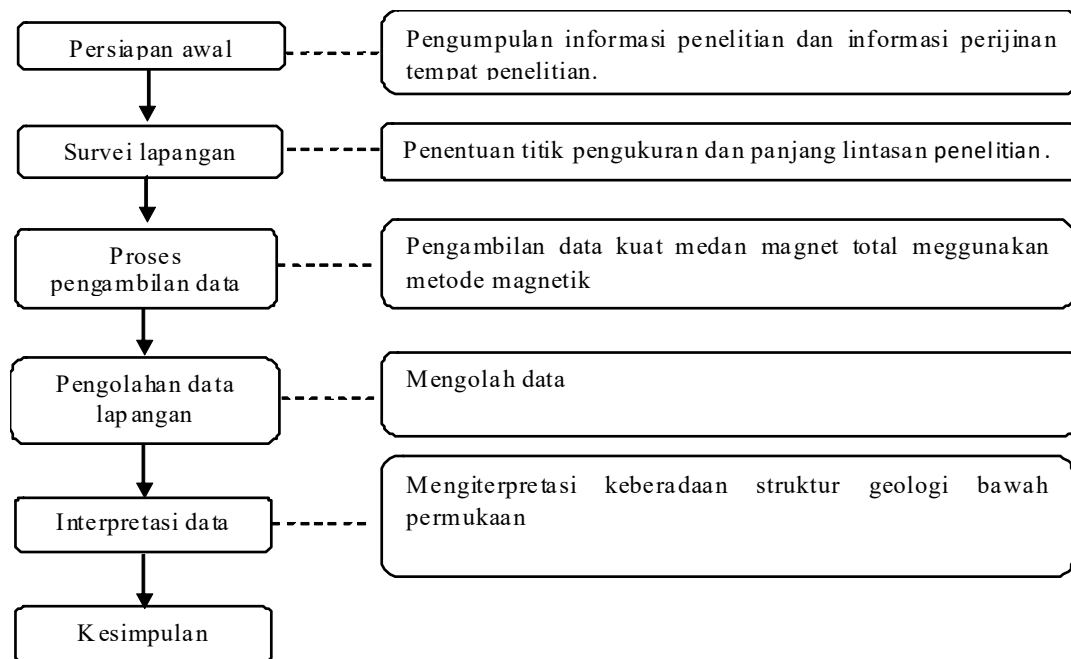 Persiapan awal
Pengumpulan informasi penelitian dan informasi perijinan
tempat penelitian.
Survei lapangan
Penentuan titik pengukuran dan panjang lintasan penelitian.
Proses
pengambilan data
Pengambilan data kuat medan magnet total meggunakan
metode magnetik
Pengolahan data
lapangan
Mengolah data
Interpretasi data
Mengiterpretasi keberadaan struktur geologi bawah
permukaan
Kesimpulan